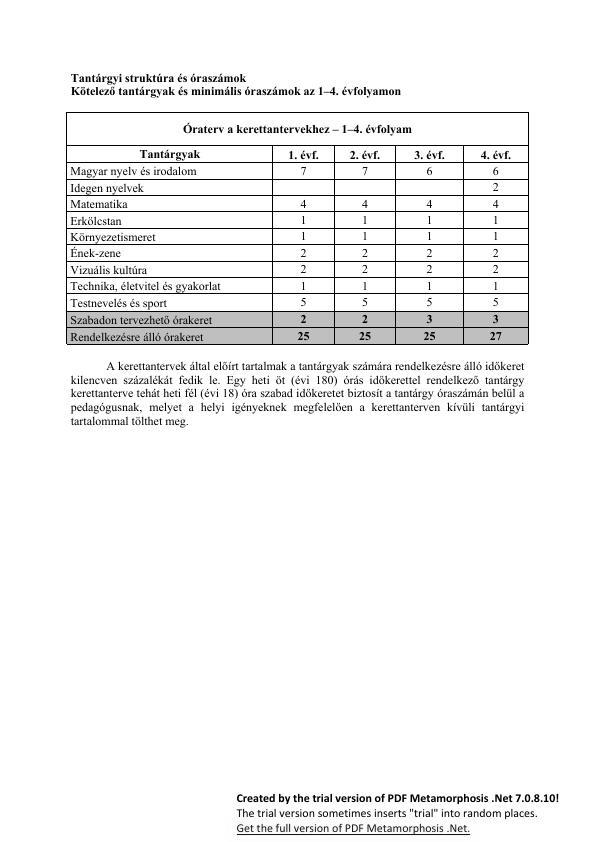 Tantárgyi struktúra és óraszámok
Kötelező tantárgyak és minimális óraszámok az 1–4. évfolyamon
Óraterv a kerettantervekhez – 1–4. évfolyam
Tantárgyak 1. évf. 2. évf. 3. évf. 4. évf.
Magyar nyelv és irodalom 7 7 6 6
Idegen nyelvek 2
Matematika 4 4 4 4
Erkölcstan 1 1 1 1
Környezetismeret 1 1 1 1
Ének-zene 2 2 2 2
Vizuális kultúra 2 2 2 2
Technika, életvitel és gyakorlat 1 1 1 1
Testnevelés és sport 5 5 5 5
Szabadon tervezhető órakeret 2 2 3 3
Rendelkezésre álló órakeret 25 25 25 27
A kerettantervek által előírt tartalmak a tantárgyak számára rendelkezésre álló időkeret
kilencven százalékát fedik le. Egy heti öt (évi 180) órás időkerettel rendelkező tantárgy
kerettanterve tehát heti fél (évi 18) óra szabad időkeretet biztosít a tantárgy óraszámán belül a
pedagógusnak, melyet a helyi igényeknek megfelelően a kerettanterven kívüli tantárgyi
tartalommal tölthet meg.
Created by the trial version of PDF Metamorphosis .Net 7.0.8.10!
The trial version sometimes inserts "trial" into random places.
Get the full version of PDF Metamorphosis .Net.